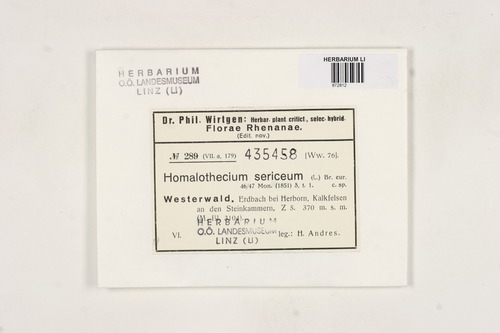 HERBARIUM
O.Ö. LANDESMUSEUM
LINZ (LI)
HERBARIUM LI
972812
Dr. Phil. Wirtgen: Herbar. plant. critict., selec. hybrid.
Florae Rhenanae.
(Edit. nov.)
№ 289 (VII. a, 179) 435458 [Ww. 76].
Homalothecium sericeum (L.) Br. eur.
46/47 Mon. (1851) 3, t. 1. c. sp.
Westerwald. Erdbach bei Herborn, Kalkfelsen
an den Steinkammern, Z 5. 370 m. s. m.
HERBARIUM
VI. O.Ö. LANDESMUSEUM leg.: H. Andres.
LINZ (LI)